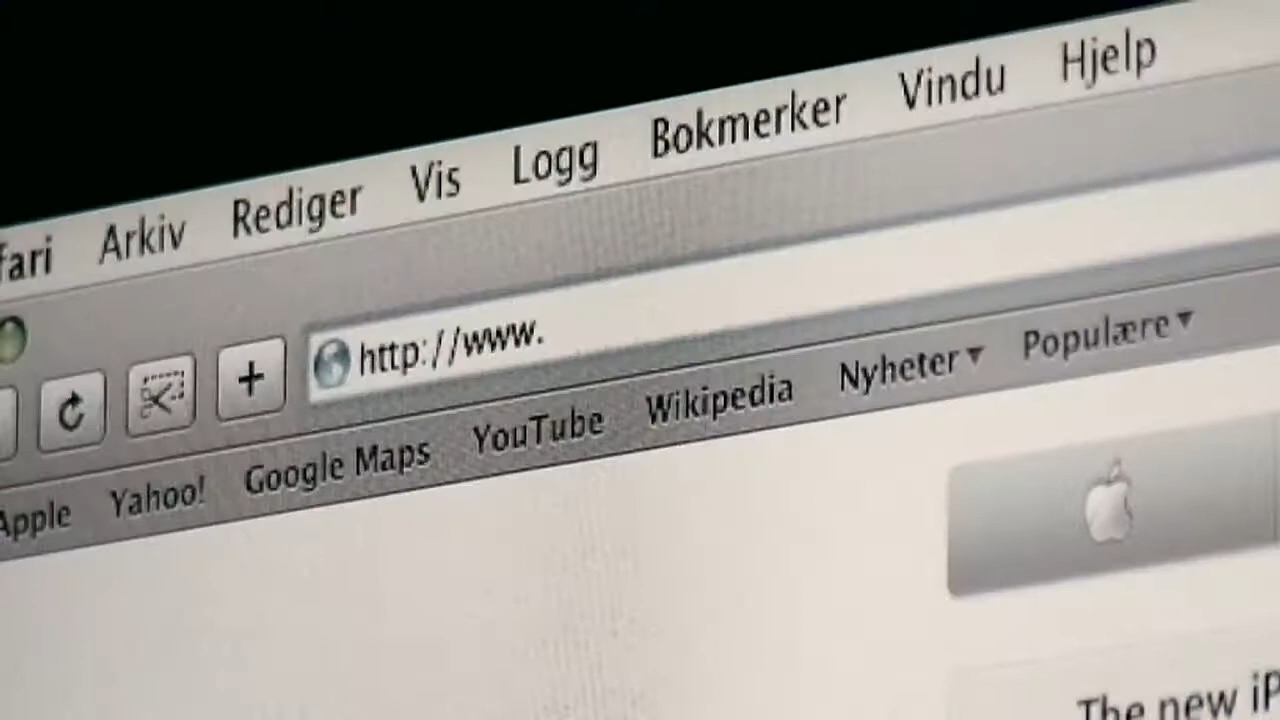 fari Arkiv Rediger Vis Logg Bokmerker Vindu Hjelp
http://www.
Apple Yahoo! Google Maps YouTube Wikipedia Nyheter Populære
The new iP